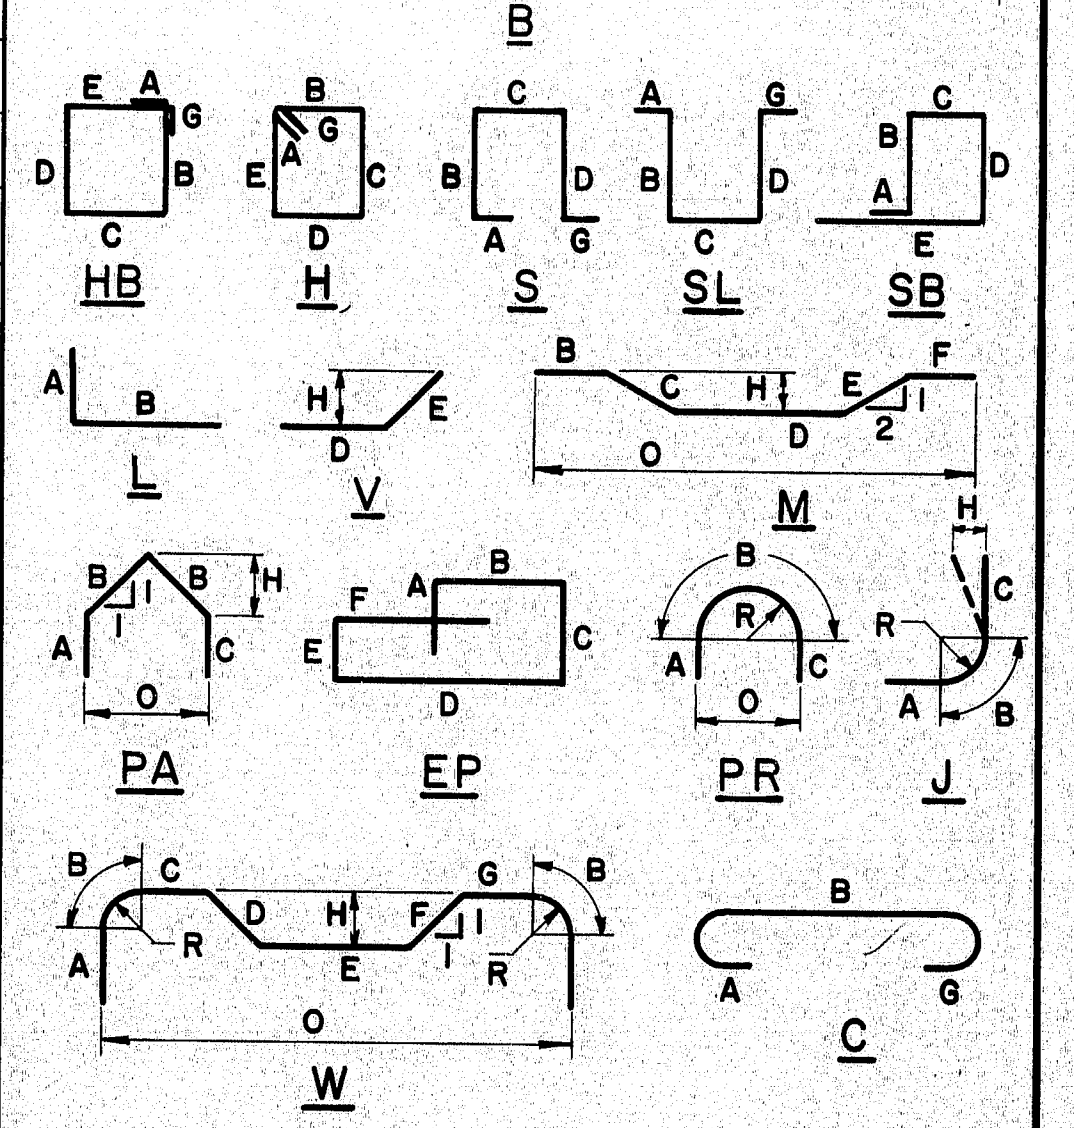 B
E A G D B C
HB
B G A E C D
H
C B D A G
S
A G B D C
SL
C B D A E
SB
A B
L
H E D
V
B C H E F 1 2 D O
M
B B H 1 1 A C O
PA
A B F E C D
EP
B R A C O
PR
H C R A B
J
B C D H F G B R A E 1 1 R O
W
B A G
C